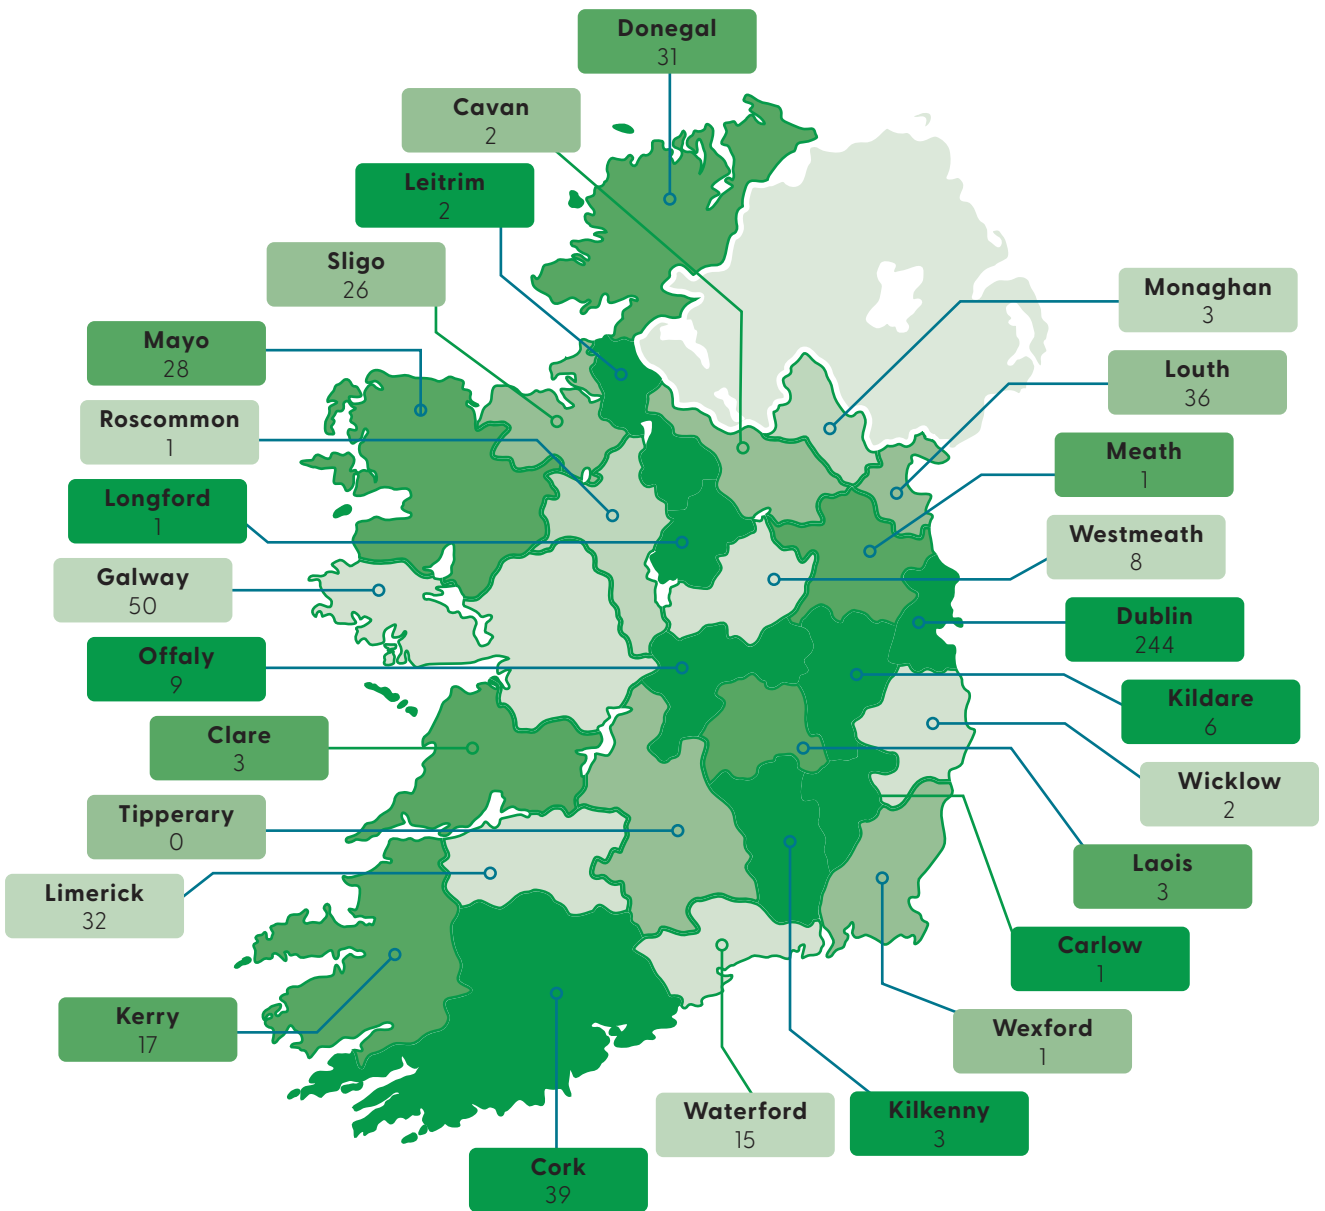 Donegal
31
Cavan
2
Leitrim
2
Sligo
26
Monaghan
3
Mayo
28
Louth
36
Roscommon
1
Meath
1
Longford
1
Westmeath
8
Galway
50
Dublin
244
Offaly
9
Kildare
6
Clare
3
Wicklow
2
Tipperary
0
Laois
3
Limerick
32
Carlow
1
Kerry
17
Wexford
1
Waterford
15
Kilkenny
3
Cork
39